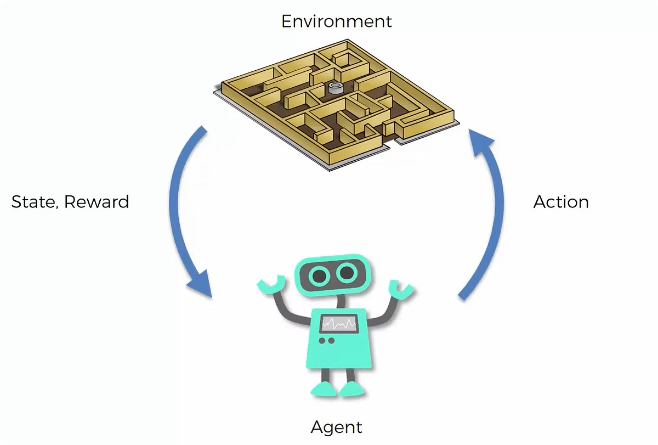 Environment
State, Reward
Action
Agent